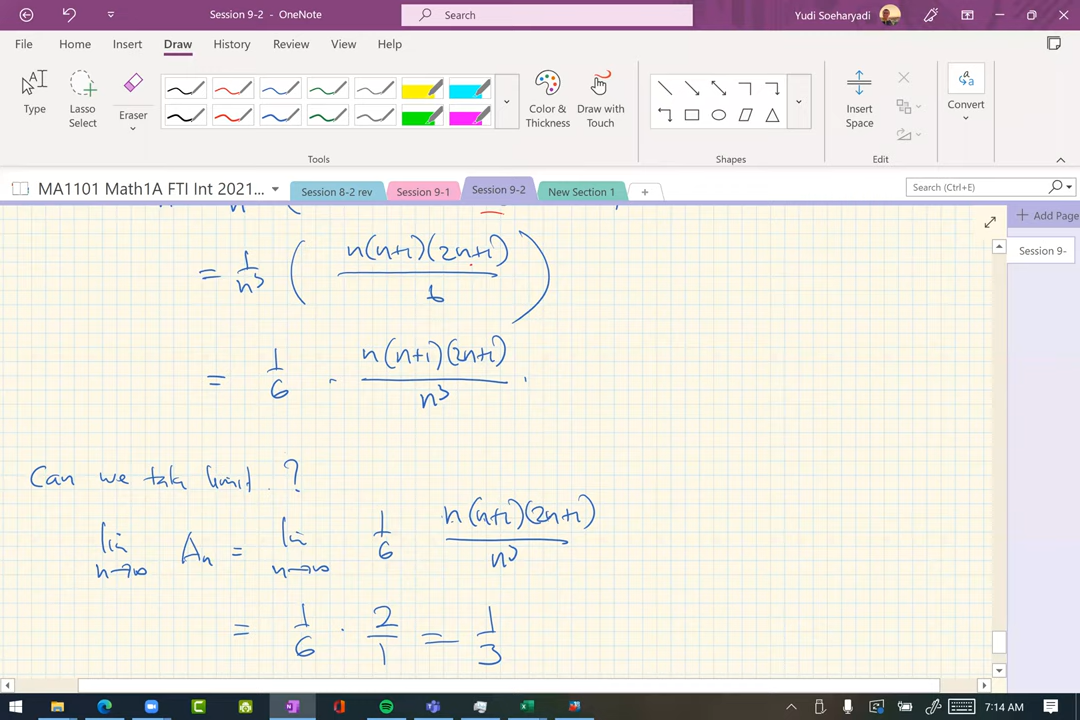 Session 9-2 - OneNote
Search
Yudi Soeharyadi
File Home Insert Draw History Review View Help
Type
Lasso Select
Eraser
Color & Thickness
Draw with Touch
Insert Space
Convert
Tools
Shapes
Edit
MA1101 Math1A FTI Int 2021...
Session 8-2 rev
Session 9-1
Session 9-2
New Section 1
Search (Ctrl+E)
Add Page
Session 9-
= 1/n³ ( n(n+1)(2n+1) / 6 )
= 1/6 · n(n+1)(2n+1) / n³ .
Can we take limit ?
lim n→∞ An = lim n→∞ 1/6 n(n+1)(2n+1) / n³
= 1/6 · 2/1 = 1/3
7:14 AM